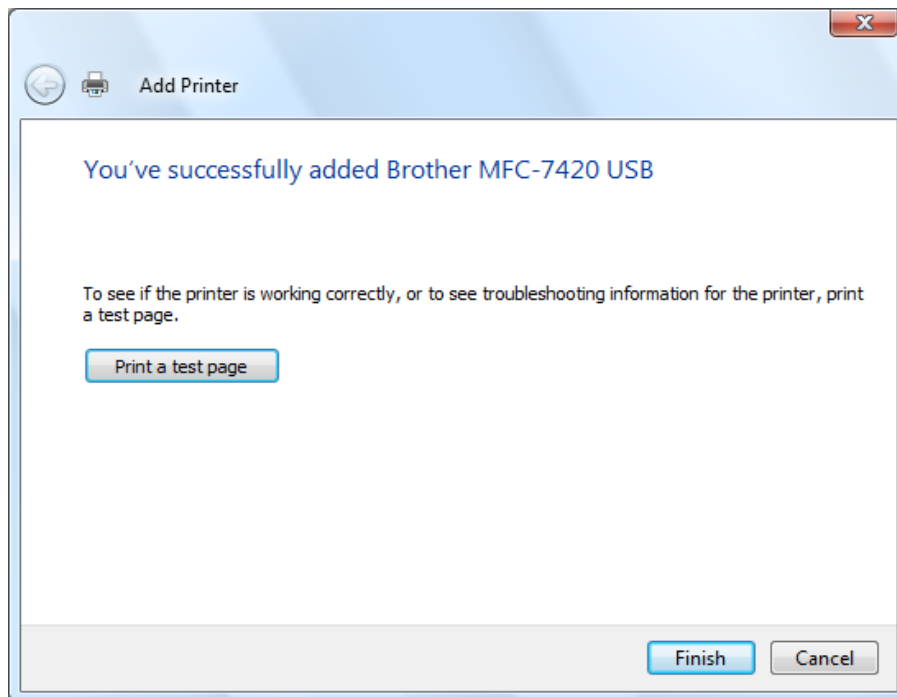 Add Printer
You've successfully added Brother MFC-7420 USB
To see if the printer is working correctly, or to see troubleshooting information for the printer, print
a test page.
Print a test page
Finish
Cancel